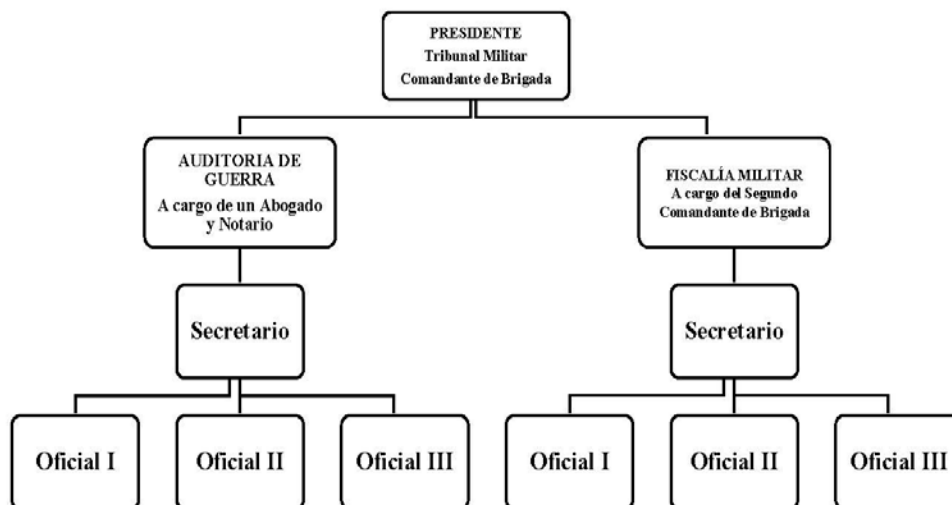 PRESIDENTE
Tribunal Militar
Comandante de Brigada
AUDITORIA DE
GUERRA
A cargo de un Abogado
y Notario
FISCALÍA MILITAR
A cargo del Segundo
Comandante de Brigada
Secretario
Secretario
Oficial I
Oficial II
Oficial III
Oficial I
Oficial II
Oficial III